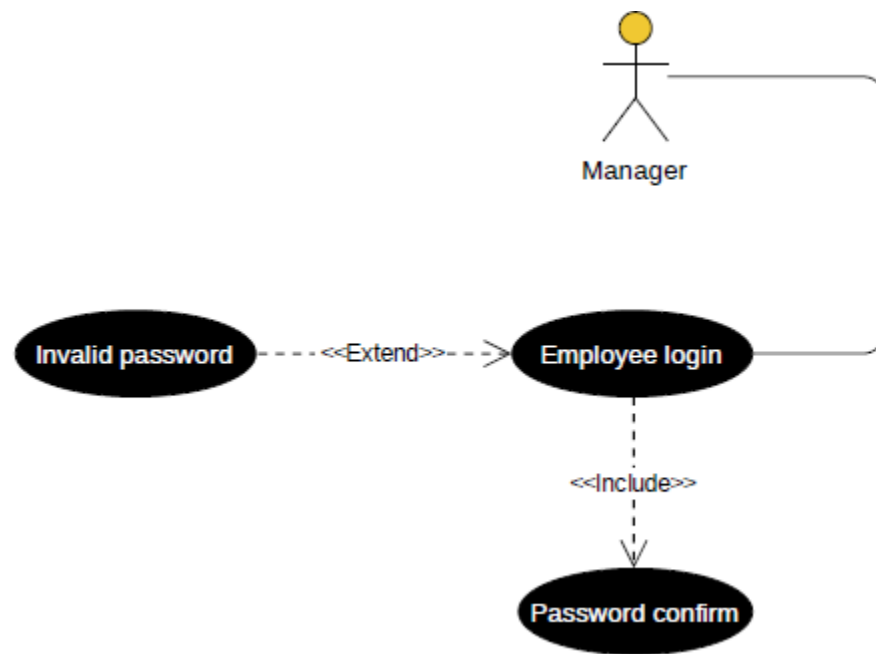 Manager
Invalid password
<<Extend>>
Employee login
<<Include>>
Password confirm